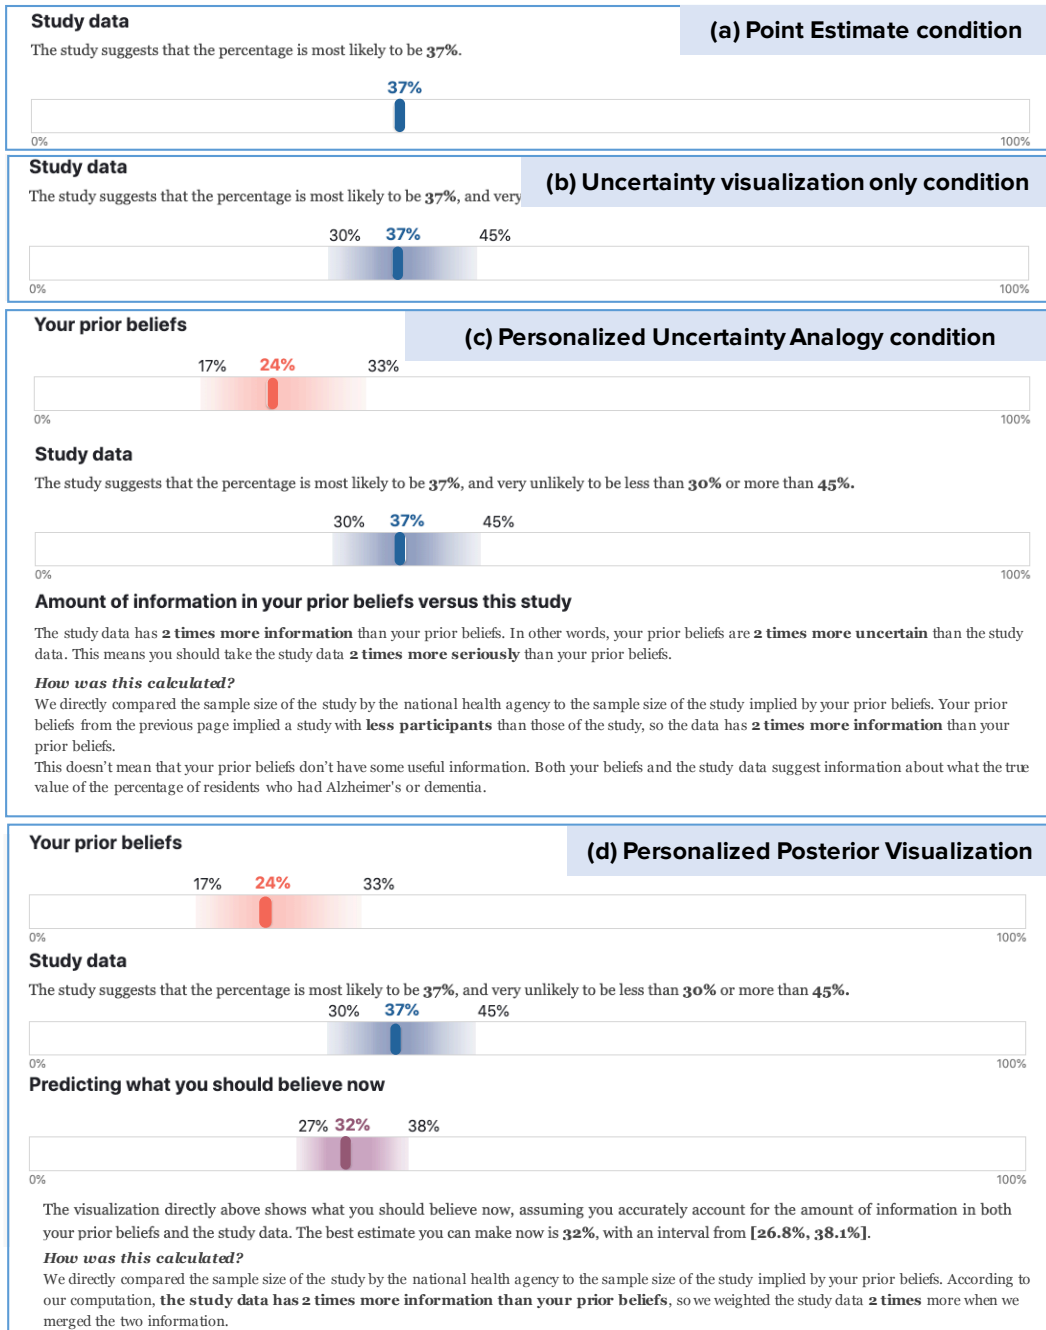 Study data
(a) Point Estimate condition
The study suggests that the percentage is most likely to be 37%.
37%
0% 100%
Study data
(b) Uncertainty visualization only condition
The study suggests that the percentage is most likely to be 37%, and very
30% 37% 45%
0% 100%
Your prior beliefs
(c) Personalized Uncertainty Analogy condition
17% 24% 33%
0% 100%
Study data
The study suggests that the percentage is most likely to be 37%, and very unlikely to be less than 30% or more than 45%.
30% 37% 45%
0% 100%
Amount of information in your prior beliefs versus this study
The study data has 2 times more information than your prior beliefs. In other words, your prior beliefs are 2 times more uncertain than the study
data. This means you should take the study data 2 times more seriously than your prior beliefs.
How was this calculated?
We directly compared the sample size of the study by the national health agency to the sample size of the study implied by your prior beliefs. Your prior
beliefs from the previous page implied a study with less participants than those of the study, so the data has 2 times more information than your
prior beliefs.
This doesn't mean that your prior beliefs don't have some useful information. Both your beliefs and the study data suggest information about what the true
value of the percentage of residents who had Alzheimer's or dementia.
Your prior beliefs
(d) Personalized Posterior Visualization
17% 24% 33%
0% 100%
Study data
The study suggests that the percentage is most likely to be 37%, and very unlikely to be less than 30% or more than 45%.
30% 37% 45%
0% 100%
Predicting what you should believe now
27% 32% 38%
0% 100%
The visualization directly above shows what you should believe now, assuming you accurately account for the amount of information in both
your prior beliefs and the study data. The best estimate you can make now is 32%, with an interval from [26.8%, 38.1%].
How was this calculated?
We directly compared the sample size of the study by the national health agency to the sample size of the study implied by your prior beliefs. According to
our computation, the study data has 2 times more information than your prior beliefs, so we weighted the study data 2 times more when we
merged the two information.